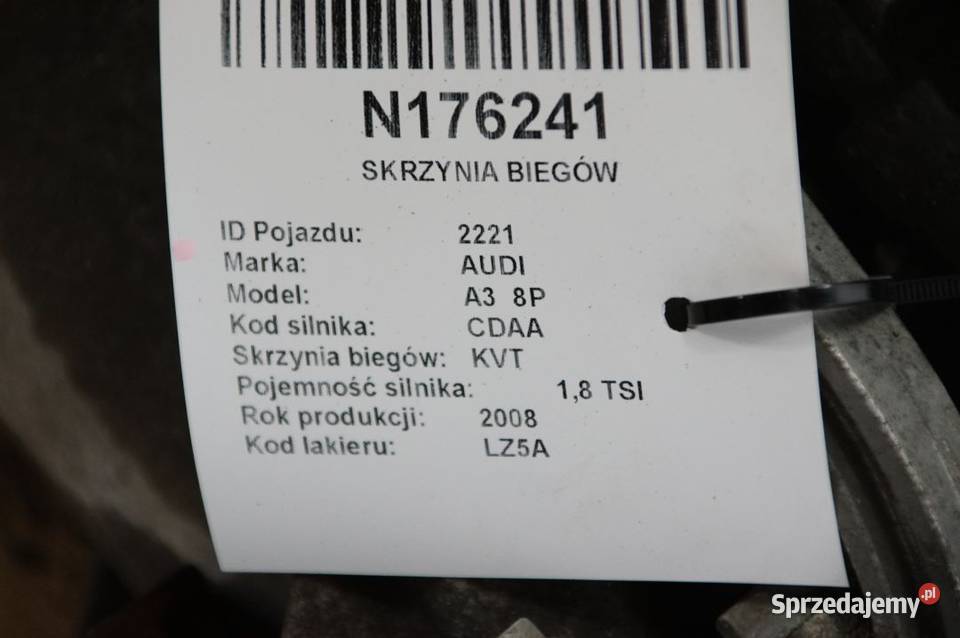 N176241
SKRZYNIA BIEGÓW
ID Pojazdu: 2221
Marka: AUDI
Model: A3 8P
Kod silnika: CDAA
Skrzynia biegów: KVT
Pojemność silnika: 1,8 TSI
Rok produkcji: 2008
Kod lakieru: LZ5A
Sprzedajemy.pl